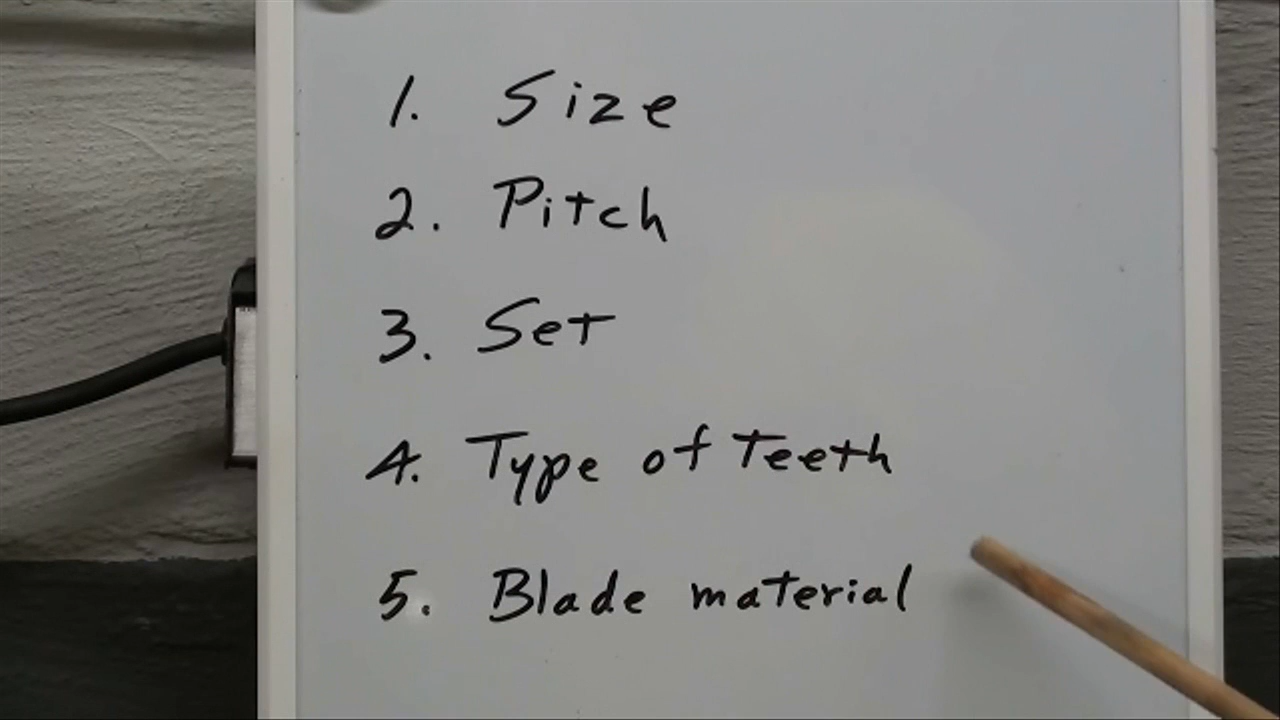 1. Size
2. Pitch
3. Set
4. Type of Teeth
5. Blade material